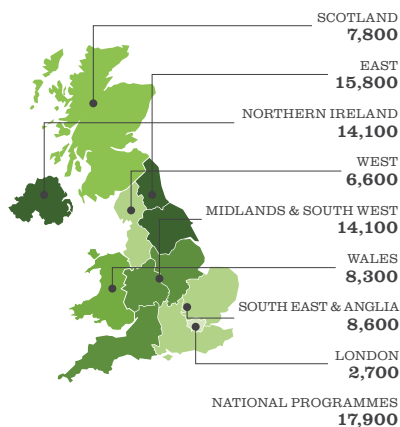 SCOTLAND
7,800
EAST
15,800
NORTHERN IRELAND
14,100
WEST
6,600
MIDLANDS & SOUTH WEST
14,100
WALES
8,300
SOUTH EAST & ANGLIA
8,600
LONDON
2,700
NATIONAL PROGRAMMES
17,900